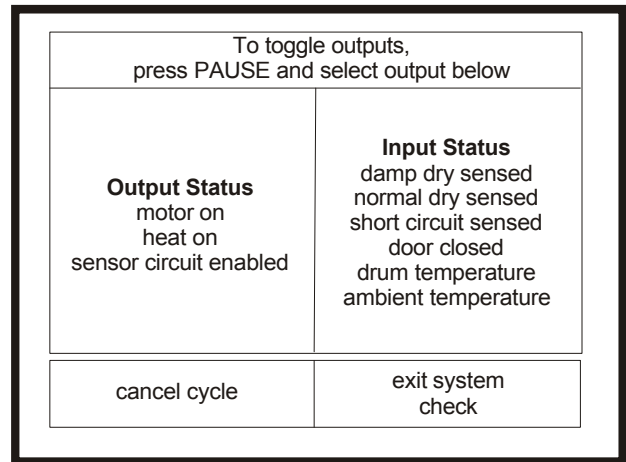 To toggle outputs,
press PAUSE and select output below
Output Status
motor on
heat on
sensor circuit enabled
Input Status
damp dry sensed
normal dry sensed
short circuit sensed
door closed
drum temperature
ambient temperature
cancel cycle
exit system
check